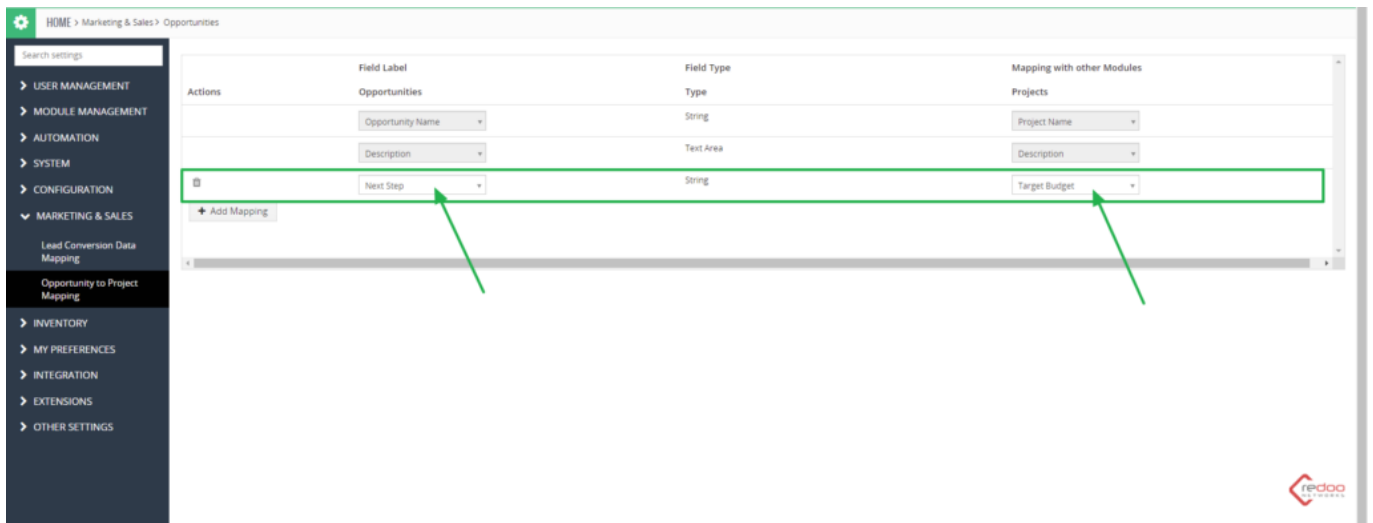 HOME > Marketing & Sales > Opportunities
Search settings
USER MANAGEMENT
MODULE MANAGEMENT
AUTOMATION
SYSTEM
CONFIGURATION
MARKETING & SALES
Lead Conversion Data
Mapping
Opportunity to Project
Mapping
INVENTORY
MY PREFERENCES
INTEGRATION
EXTENSIONS
OTHER SETTINGS
Field Label Field Type Mapping with other Modules
Actions Opportunities Type Projects
Opportunity Name String Project Name
Description Text Area Description
Next Step String Target Budget
+ Add Mapping
redoo
NETWORKS